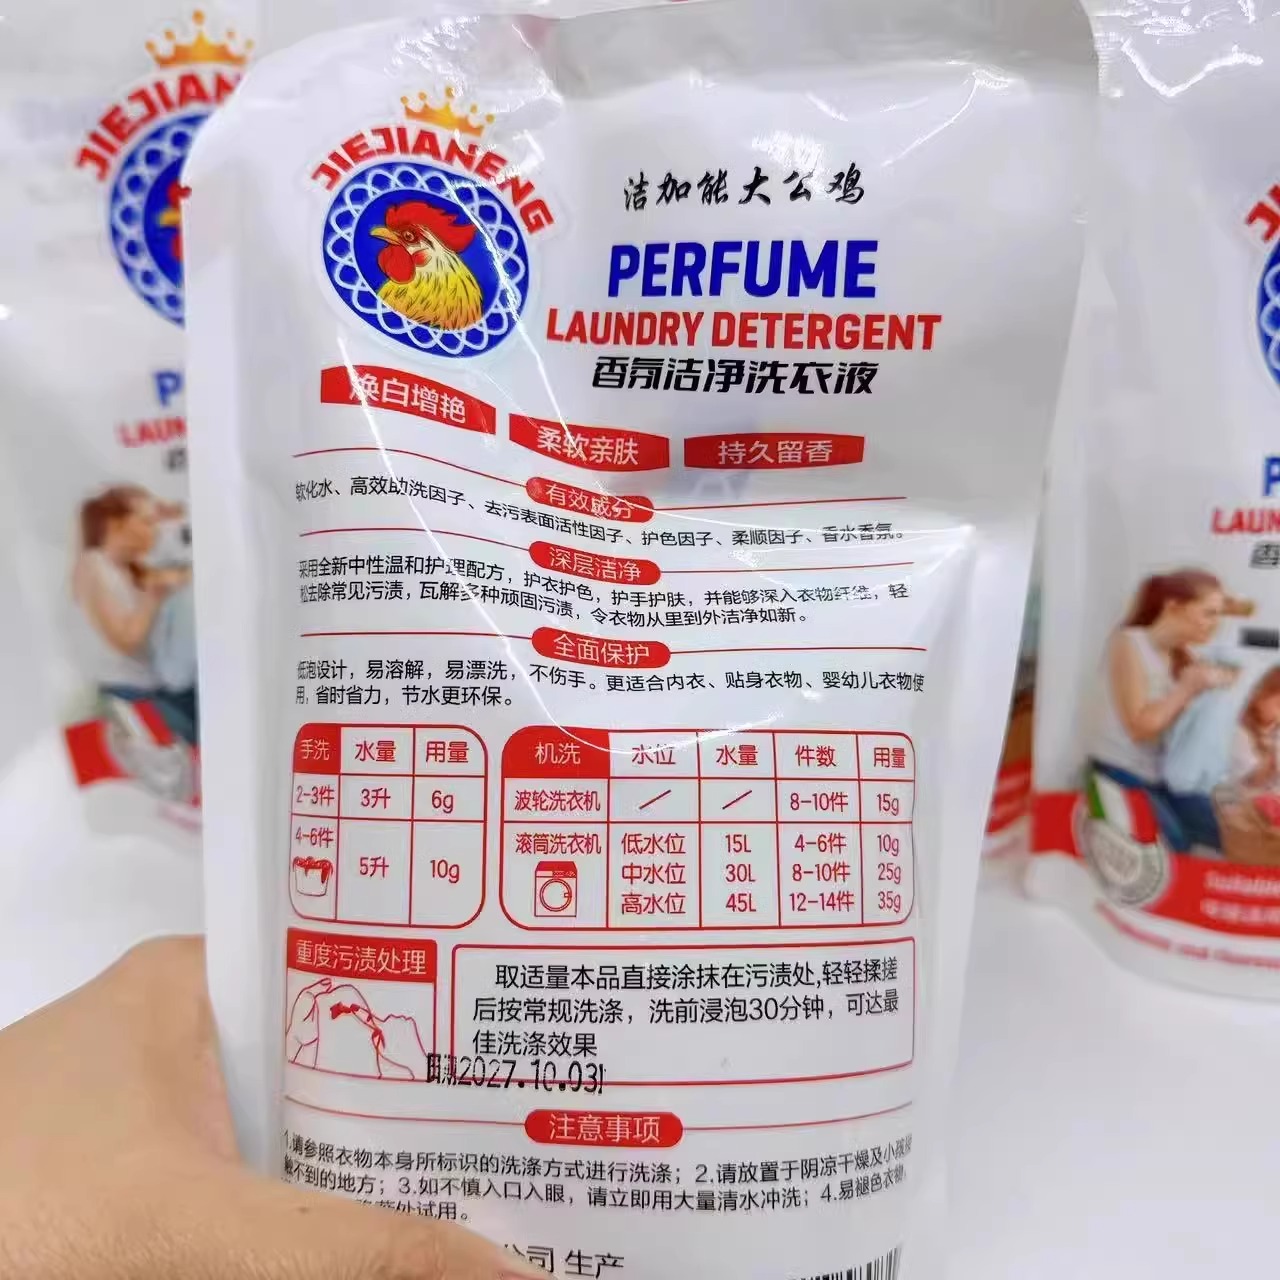 JIEJIANENG
洁加能大公鸡
PERFUME
LAUNDRY DETERGENT
香氛洁净洗衣液
焕白增艳
柔软亲肤
持久留香
有效成分
软化水、高效助洗因子、去污表面活性因子、护色因子、柔顺因子、香水香氛。
深层洁净
采用全新中性温和护理配方，护衣护色，护手护肤，并能够深入衣物纤维，轻
松去除常见污渍，瓦解多种顽固污渍，令衣物从里到外洁净如新。
全面保护
低泡设计，易溶解，易漂洗，不伤手。更适合内衣、贴身衣物、婴幼儿衣物使
用，省时省力，节水更环保。
手洗 水量 用量
2-3件 3升 6g
4-6件 5升 10g
机洗 水位 水量 件数 用量
波轮洗衣机 / / 8-10件 15g
滚筒洗衣机 低水位 15L 4-6件 10g
中水位 30L 8-10件 25g
高水位 45L 12-14件 35g
重度污渍处理
取适量本品直接涂抹在污渍处,轻轻揉搓
后按常规洗涤，洗前浸泡30分钟，可达最
佳洗涤效果
2027.10.03
注意事项
1.请参照衣物本身所标识的洗涤方式进行洗涤；2.请放置于阴凉干燥及小孩
触不到的地方；3.如不慎入口入眼，请立即用大量清水冲洗；4.易褪色衣物，
处试用。
公司 生产
JIEJIAN
P
LAUN
JI
P
LAUN